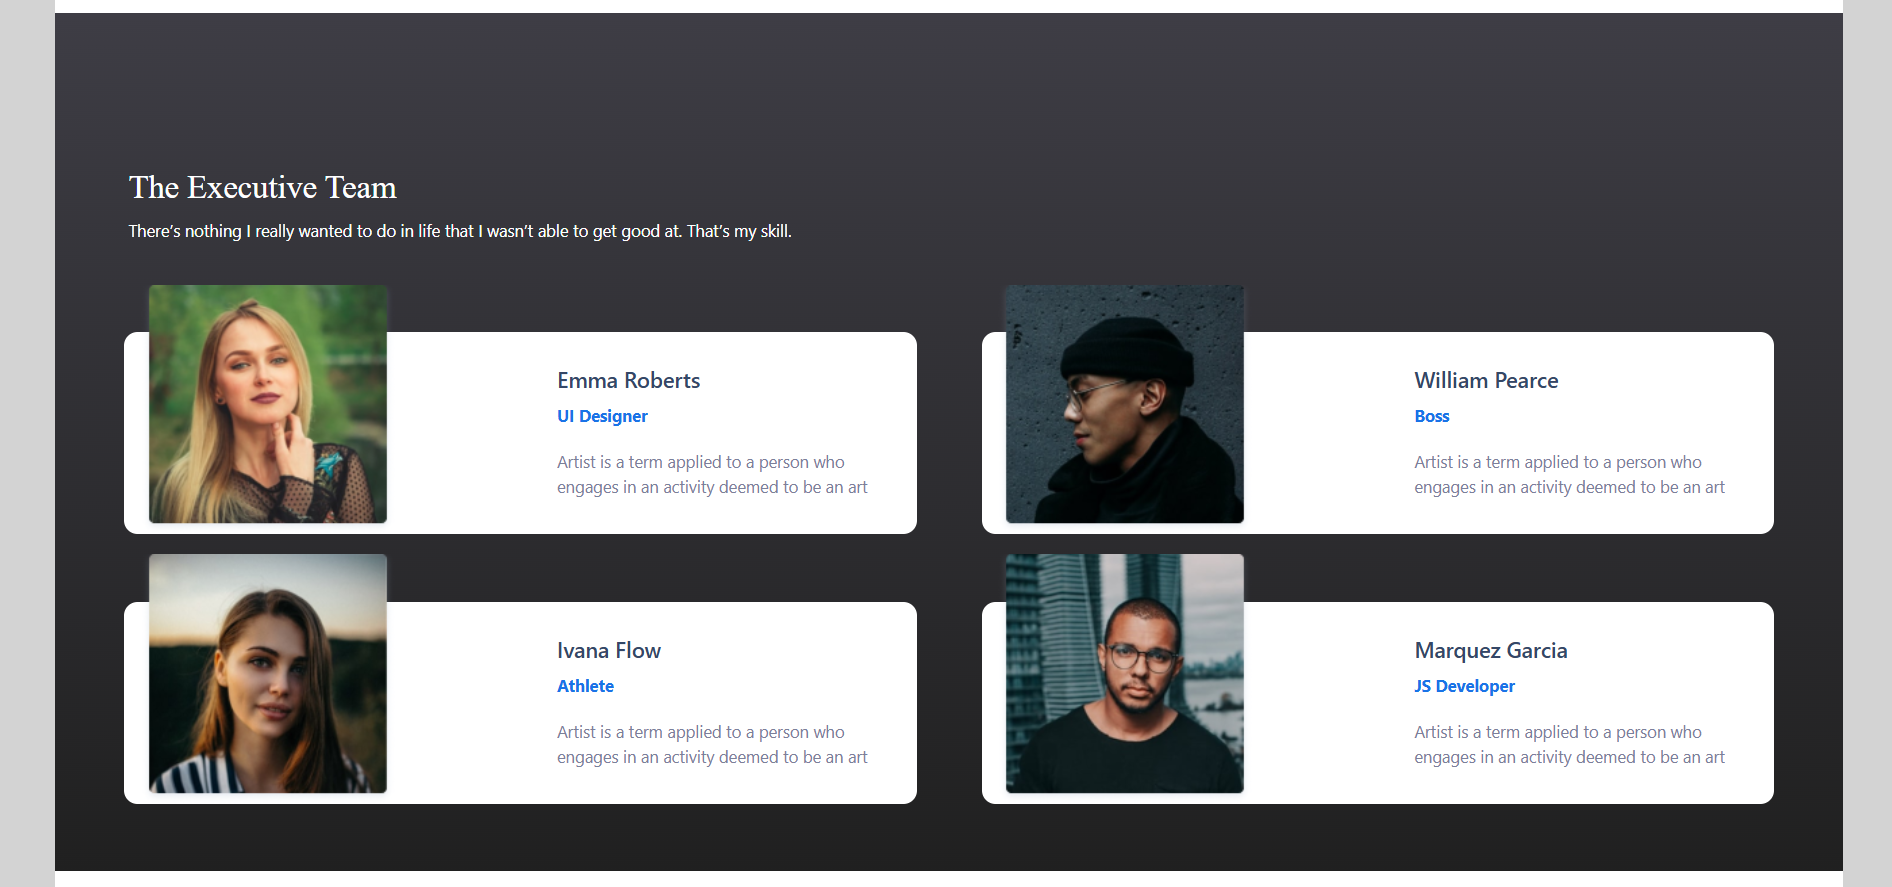 The Executive Team
There’s nothing I really wanted to do in life that I wasn’t able to get good at. That’s my skill.
Emma Roberts
UI Designer
Artist is a term applied to a person who
engages in an activity deemed to be an art
William Pearce
Boss
Artist is a term applied to a person who
engages in an activity deemed to be an art
Ivana Flow
Athlete
Artist is a term applied to a person who
engages in an activity deemed to be an art
Marquez Garcia
JS Developer
Artist is a term applied to a person who
engages in an activity deemed to be an art